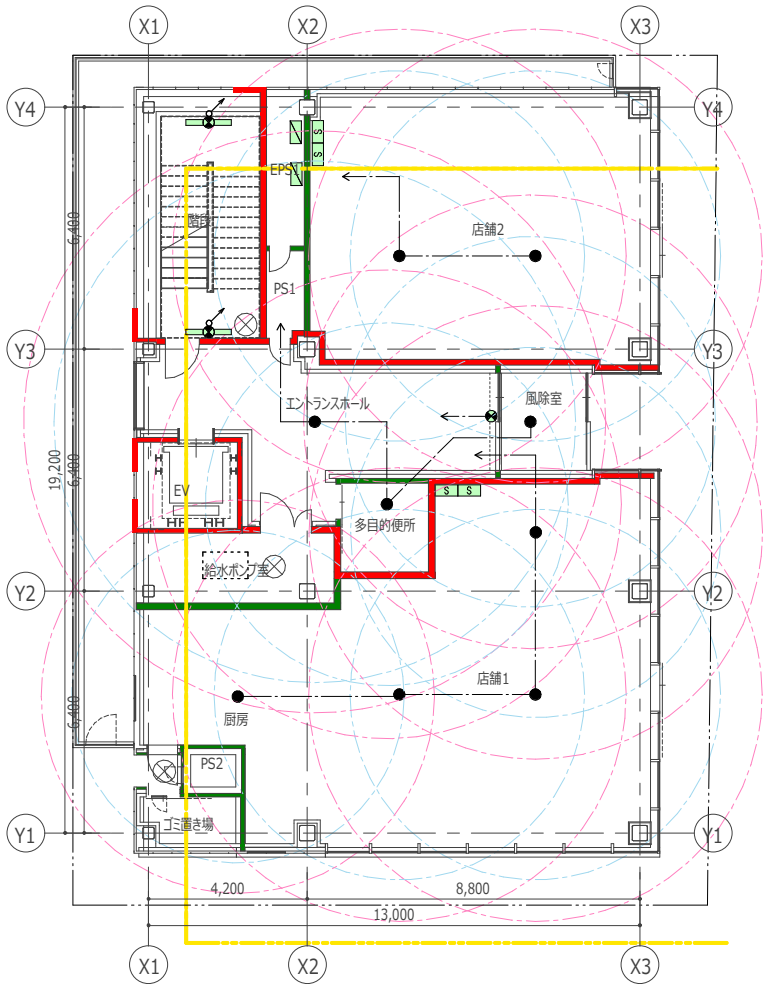 X1
X2
X3
Y4
Y4
S
S
EPS1
階段
店舗2
6,400
PS1
Y3
Y3
エントランスホール
風除室
19,200
6,400
EV
S
S
多目的便所
給水ポンプ室
Y2
Y2
店舗1
6,400
厨房
PS2
ゴミ置き場
Y1
Y1
4,200
8,800
13,000
X1
X2
X3